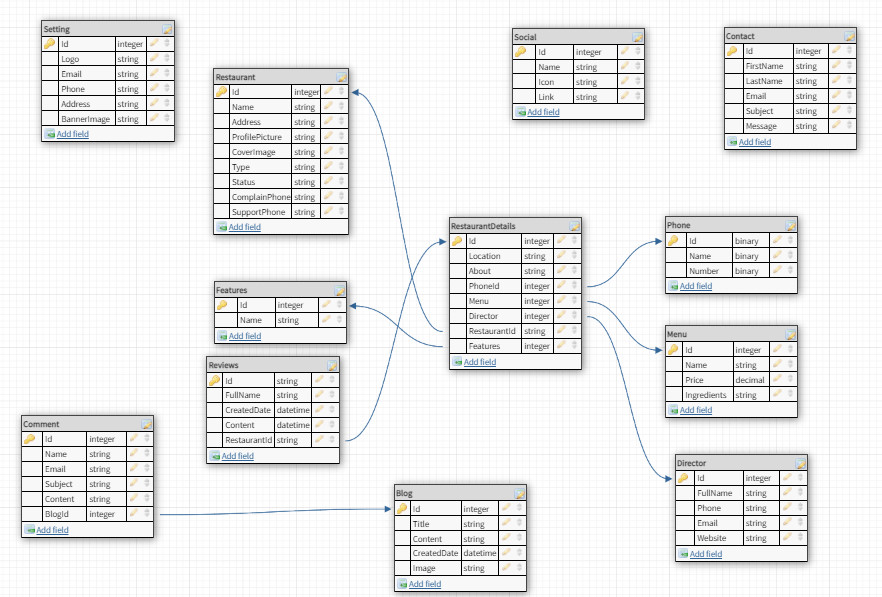 Setting
Id integer
Logo string
Email string
Phone string
Address string
BannerImage string
Add field
Restaurant
Id integer
Name string
Address string
ProfilePicture string
CoverImage string
Type string
Status string
ComplainPhone string
SupportPhone string
Add field
Social
Id integer
Name string
Icon string
Link string
Add field
Contact
Id integer
FirstName string
LastName string
Email string
Subject string
Message string
Add field
RestaurantDetails
Id integer
Location string
About string
PhoneId integer
Menu integer
Director integer
RestaurantId string
Features integer
Add field
Phone
Id binary
Name binary
Number binary
Add field
Features
Id integer
Name string
Add field
Menu
Id integer
Name string
Price decimal
Ingredients string
Add field
Reviews
Id string
FullName string
CreatedDate datetime
Content datetime
RestaurantId string
Add field
Comment
Id integer
Name string
Email string
Subject string
Content string
BlogId integer
Add field
Director
Id integer
FullName string
Phone string
Email string
Website string
Add field
Blog
Id integer
Title string
Content string
CreatedDate datetime
Image string
Add field